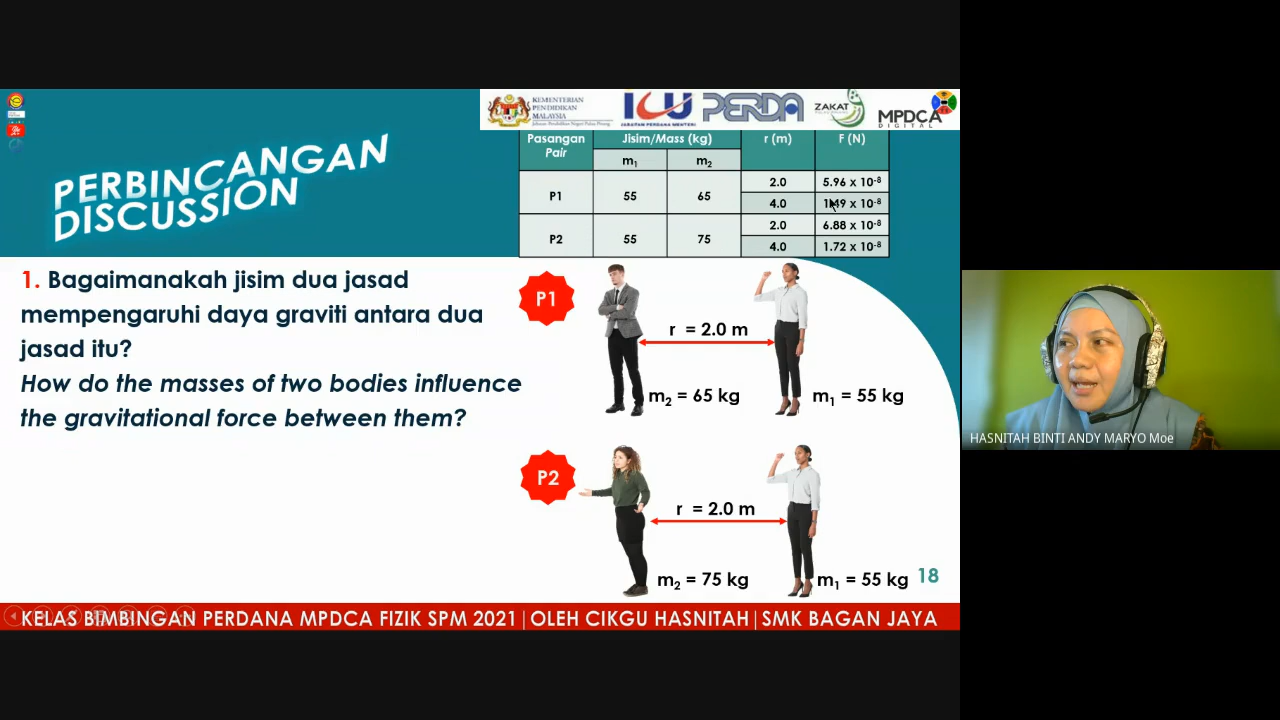 KEMENTERIAN
PENDIDIKAN
MALAYSIA
ICU
JABATAN PERDANA MENTERI
PERDA
ZAKAT
MPDCA
DIGITAL
PERBINCANGAN
DISCUSSION
Pasangan Jisim/Mass (kg) r (m) F (N)
Pair m₁ m₂
P1 55 65 2.0 5.96 x 10⁻⁸
4.0 1.49 x 10⁻⁸
P2 55 75 2.0 6.88 x 10⁻⁸
4.0 1.72 x 10⁻⁸
1. Bagaimanakah jisim dua jasad
mempengaruhi daya graviti antara dua
jasad itu?
How do the masses of two bodies influence
the gravitational force between them?
P1
r = 2.0 m
m₂ = 65 kg
m₁ = 55 kg
P2
r = 2.0 m
m₂ = 75 kg
m₁ = 55 kg
18
KELAS BIMBINGAN PERDANA MPDCA FIZIK SPM 2021|OLEH CIKGU HASNITAH|SMK BAGAN JAYA
HASNITAH BINTI ANDY MARYO Moe